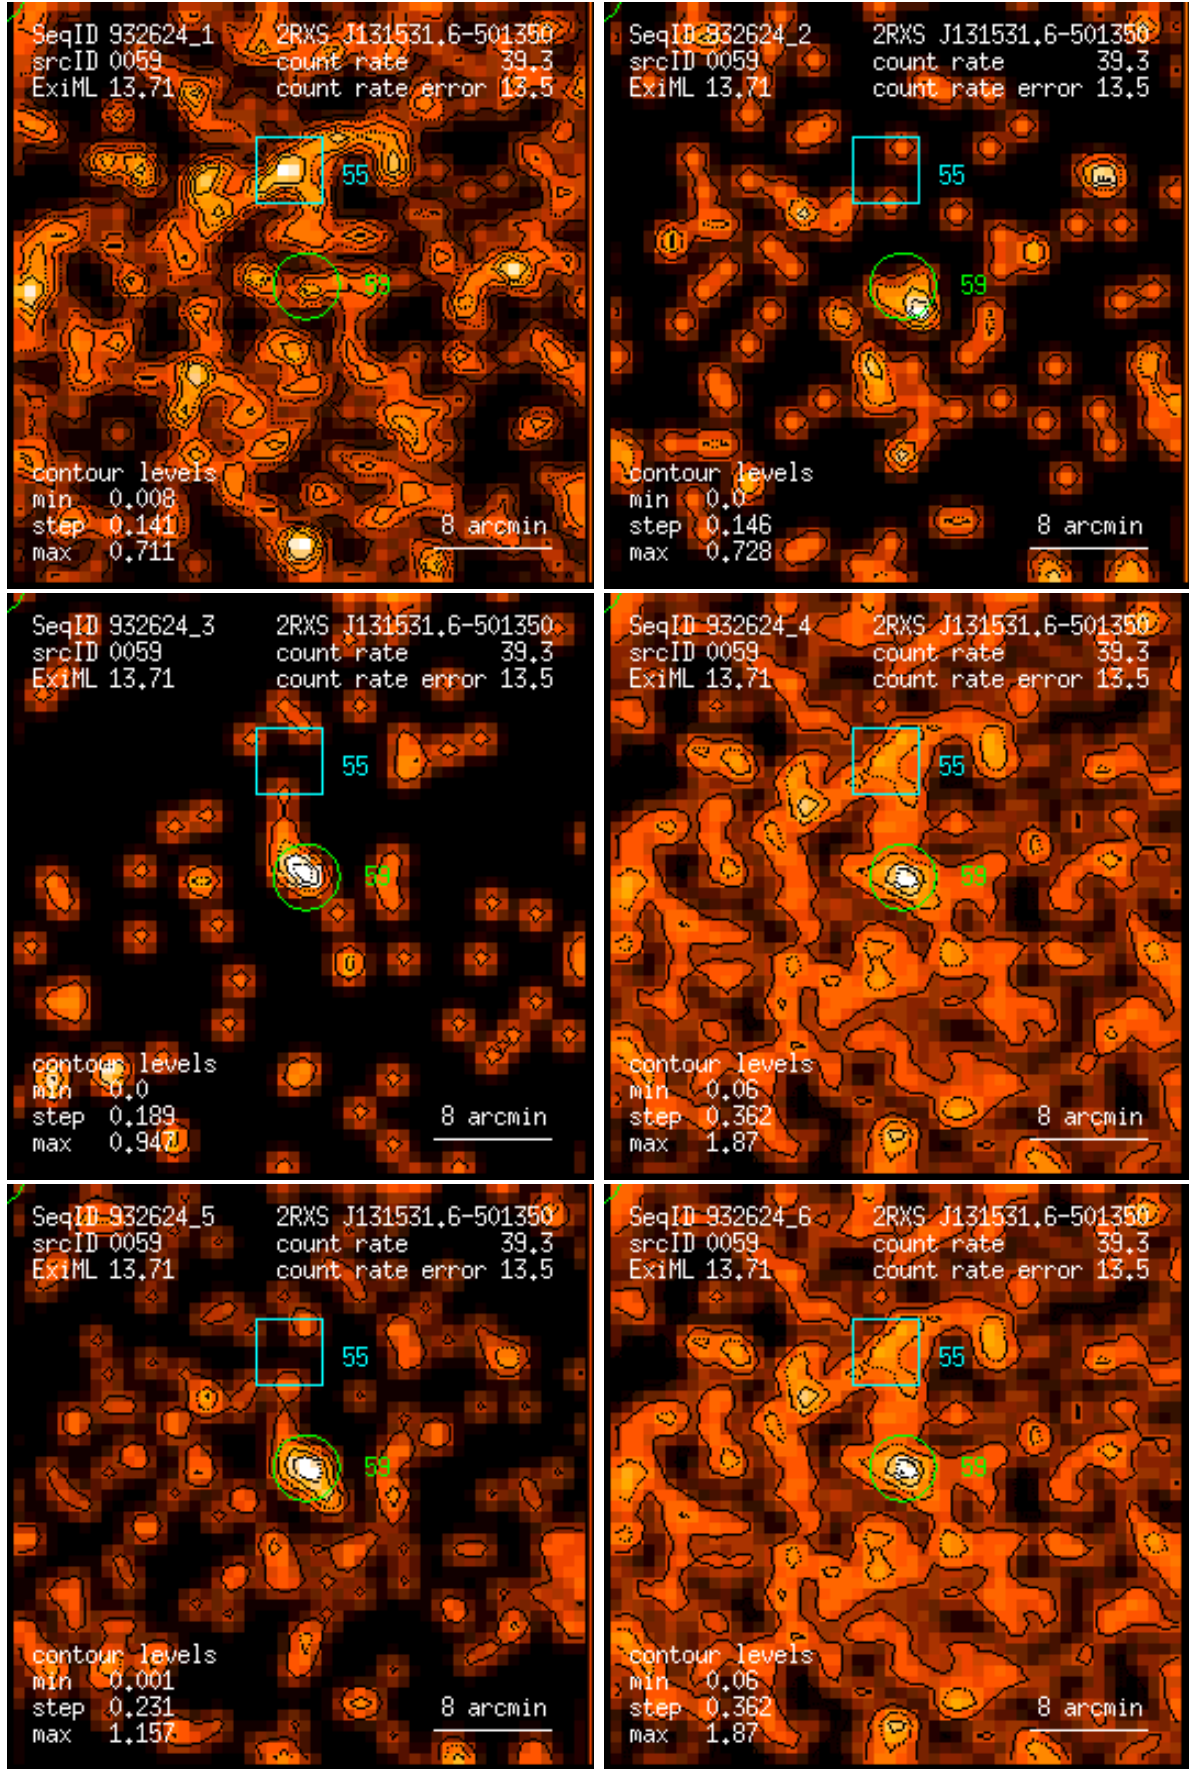 SeqID 932624_1 2RXS J131531.6-501350
srcID 0059 count rate 39.3
ExiML 13.71 count rate error 13.5
55
59
contour levels
min 0.008
step 0.141 8 arcmin
max 0.711
SeqID 932624_2 2RXS J131531.6-501350
srcID 0059 count rate 39.3
ExiML 13.71 count rate error 13.5
55
59
contour levels
min 0.0
step 0.146 8 arcmin
max 0.728
SeqID 932624_3 2RXS J131531.6-501350
srcID 0059 count rate 39.3
ExiML 13.71 count rate error 13.5
55
59
contour levels
min 0.0
step 0.189 8 arcmin
max 0.947
SeqID 932624_4 2RXS J131531.6-501350
srcID 0059 count rate 39.3
ExiML 13.71 count rate error 13.5
55
59
contour levels
min 0.06
step 0.362 8 arcmin
max 1.87
SeqID 932624_5 2RXS J131531.6-501350
srcID 0059 count rate 39.3
ExiML 13.71 count rate error 13.5
55
59
contour levels
min 0.001
step 0.231 8 arcmin
max 1.157
SeqID 932624_6 2RXS J131531.6-501350
srcID 0059 count rate 39.3
ExiML 13.71 count rate error 13.5
55
59
contour levels
min 0.06
step 0.362 8 arcmin
max 1.87